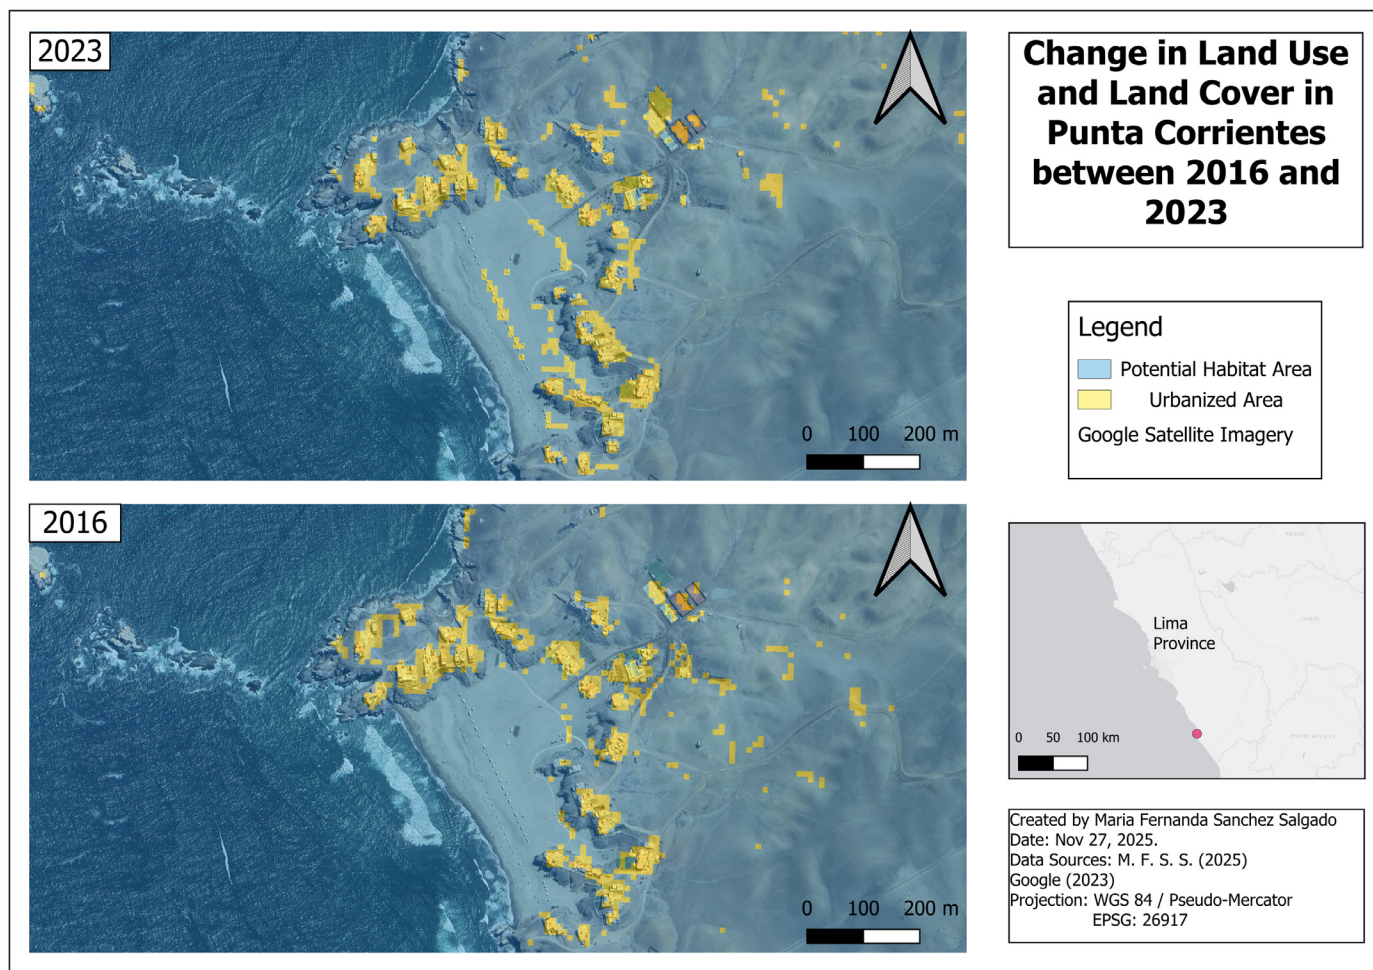 2023
Change in Land Use
and Land Cover in
Punta Corrientes
between 2016 and
2023
Legend
Potential Habitat Area
Urbanized Area
Google Satellite Imagery
0 100 200 m
2016
0 100 200 m
Lima
Province
0 50 100 km
Created by Maria Fernanda Sanchez Salgado
Date: Nov 27, 2025.
Data Sources: M. F. S. S. (2025)
Google (2023)
Projection: WGS 84 / Pseudo-Mercator
EPSG: 26917